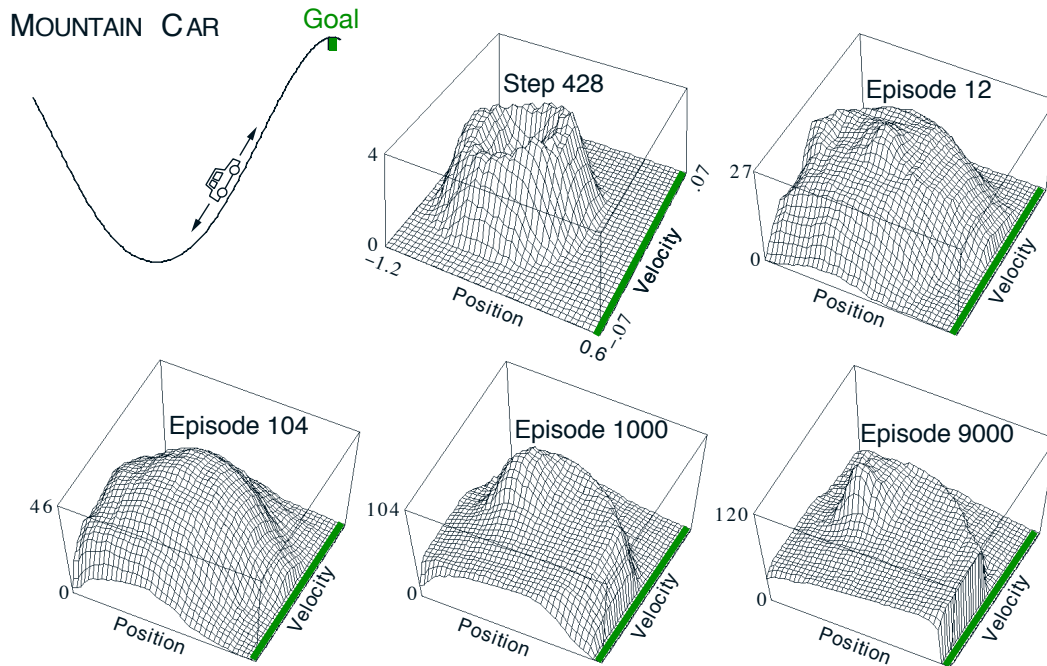 MOUNTAIN CAR
Goal
Step 428
4
0
−1.2
Position
0.6
−.07
Velocity
.07
Episode 12
27
0
Position
Velocity
Episode 104
46
0
Position
Velocity
Episode 1000
104
0
Position
Velocity
Episode 9000
120
0
Position
Velocity